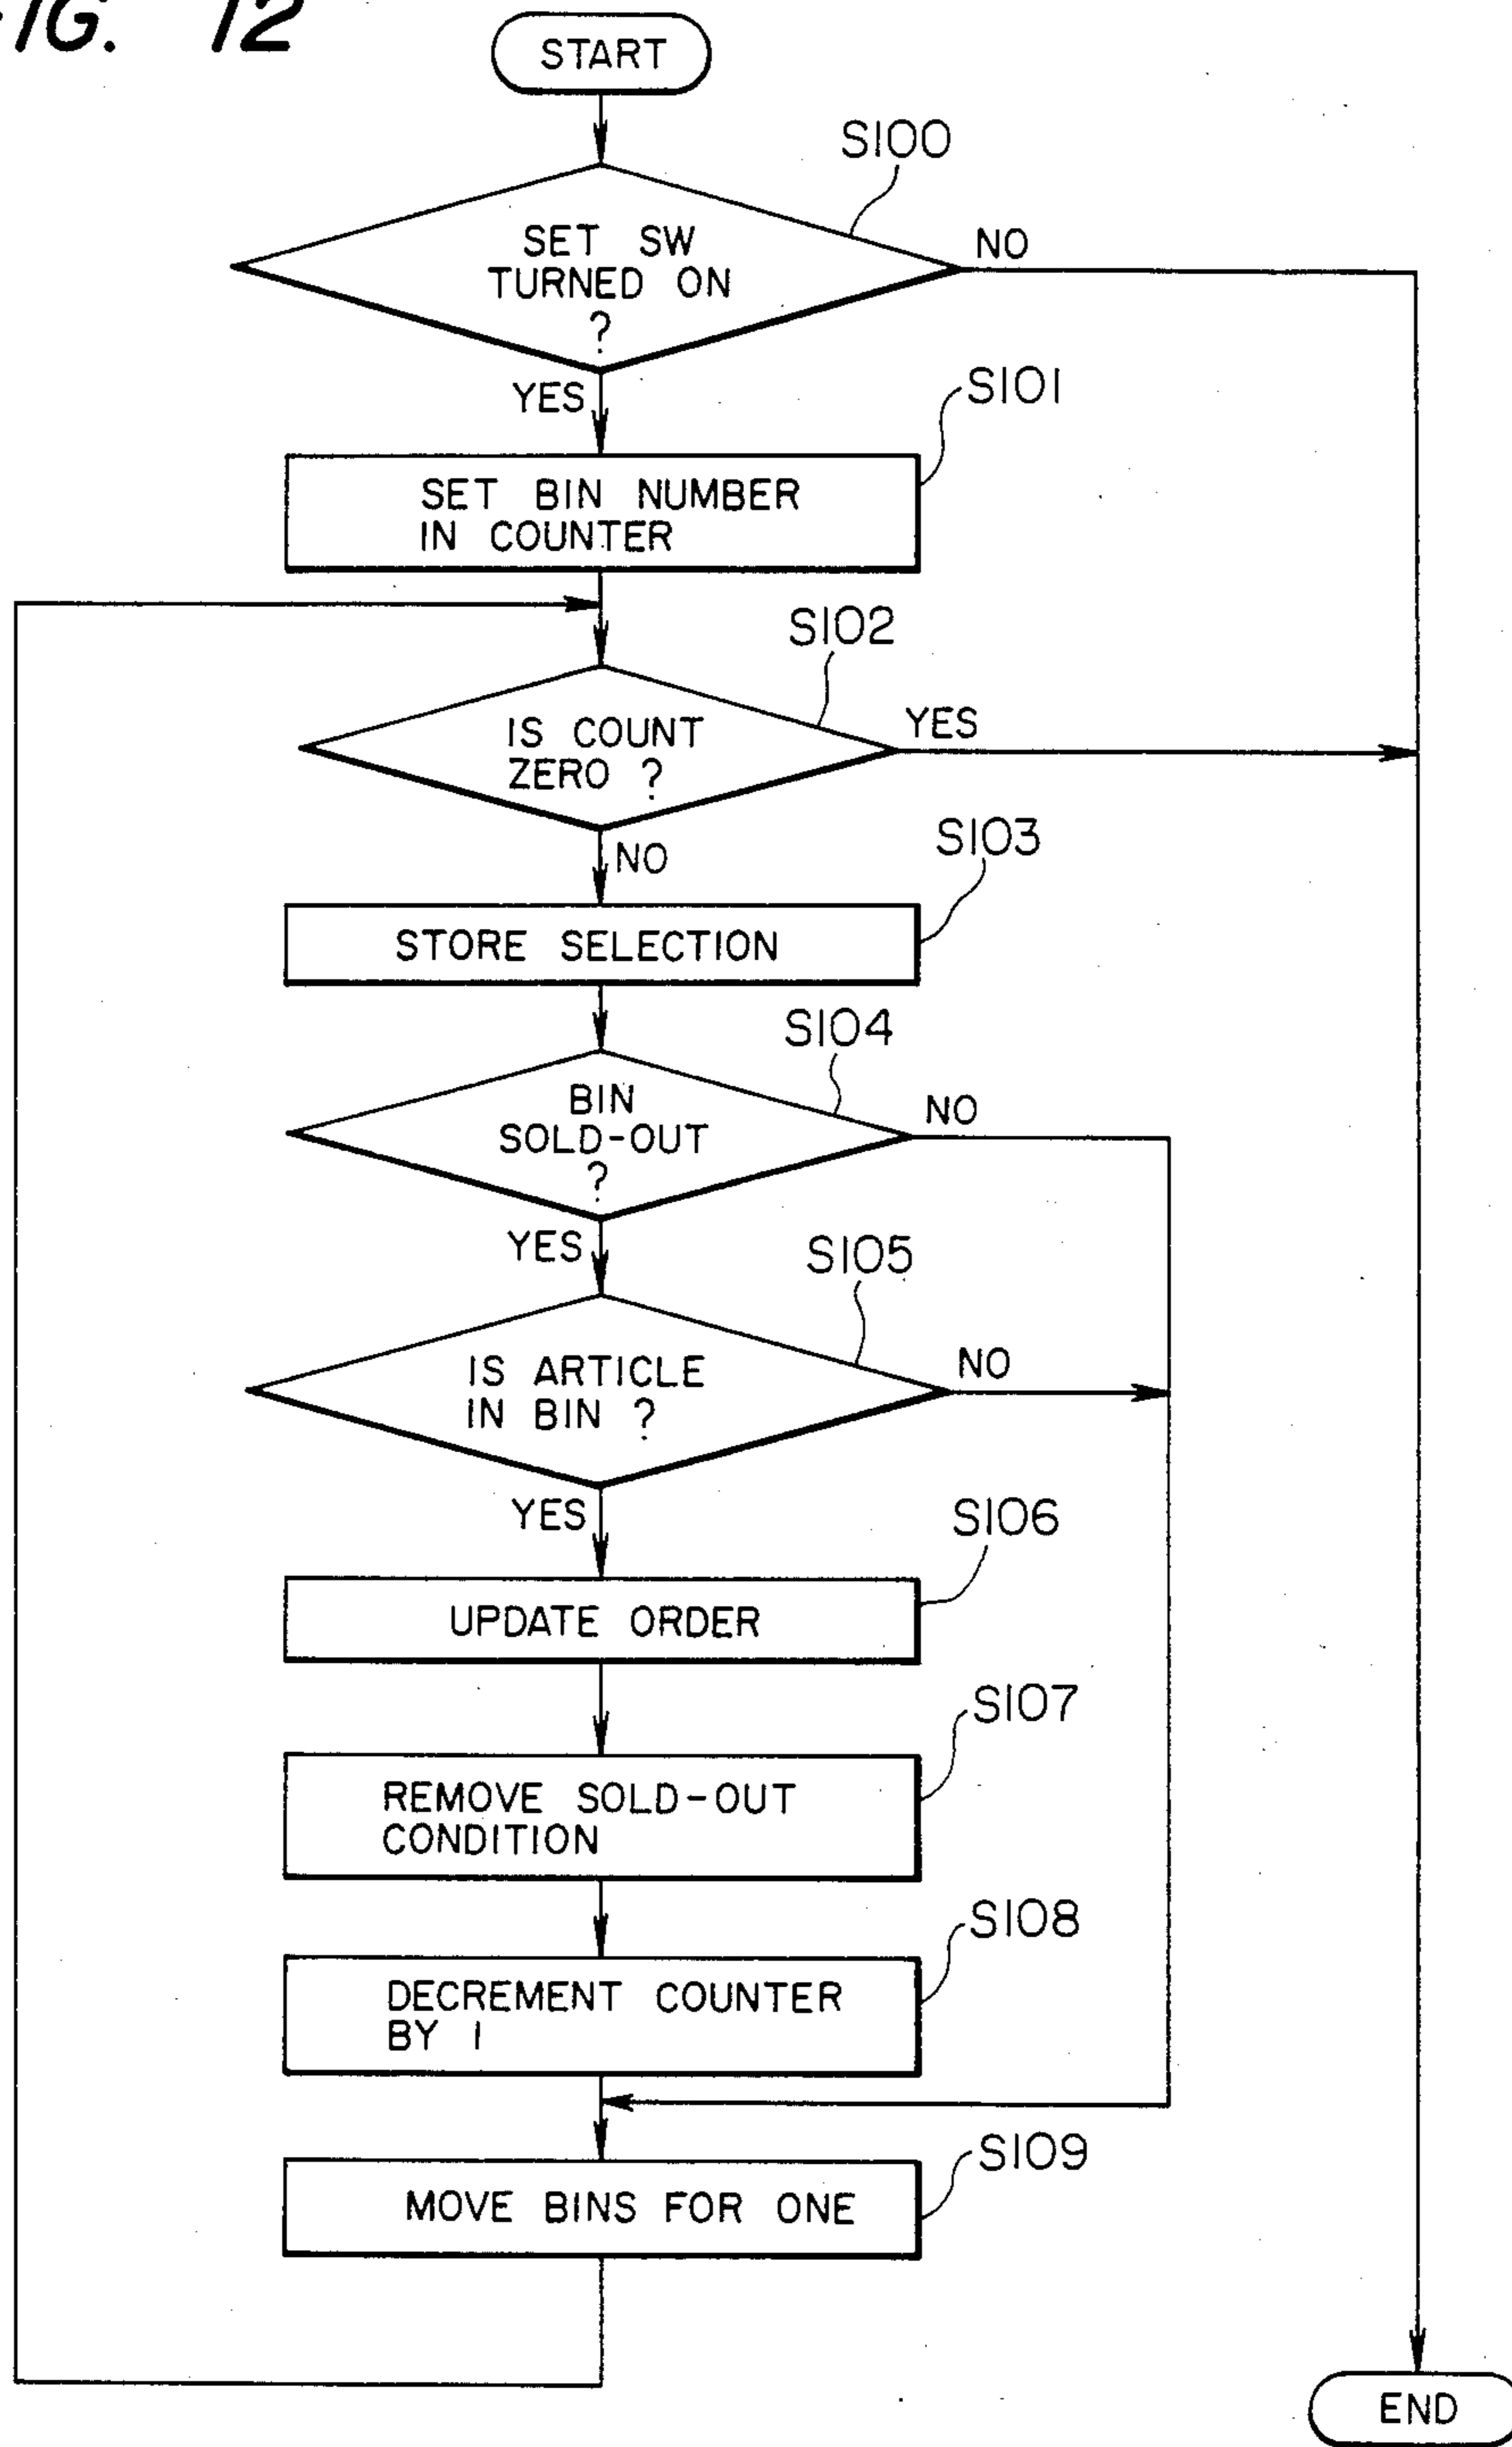 FIG. 12
START
S100
SET SW
TURNED ON
?
NO
YES
S101
SET BIN NUMBER
IN COUNTER
S102
IS COUNT
ZERO ?
YES
NO
S103
STORE SELECTION
S104
BIN
SOLD-OUT
?
NO
YES
S105
IS ARTICLE
IN BIN ?
NO
YES
S106
UPDATE ORDER
S107
REMOVE SOLD-OUT
CONDITION
S108
DECREMENT COUNTER
BY 1
S109
MOVE BINS FOR ONE
END